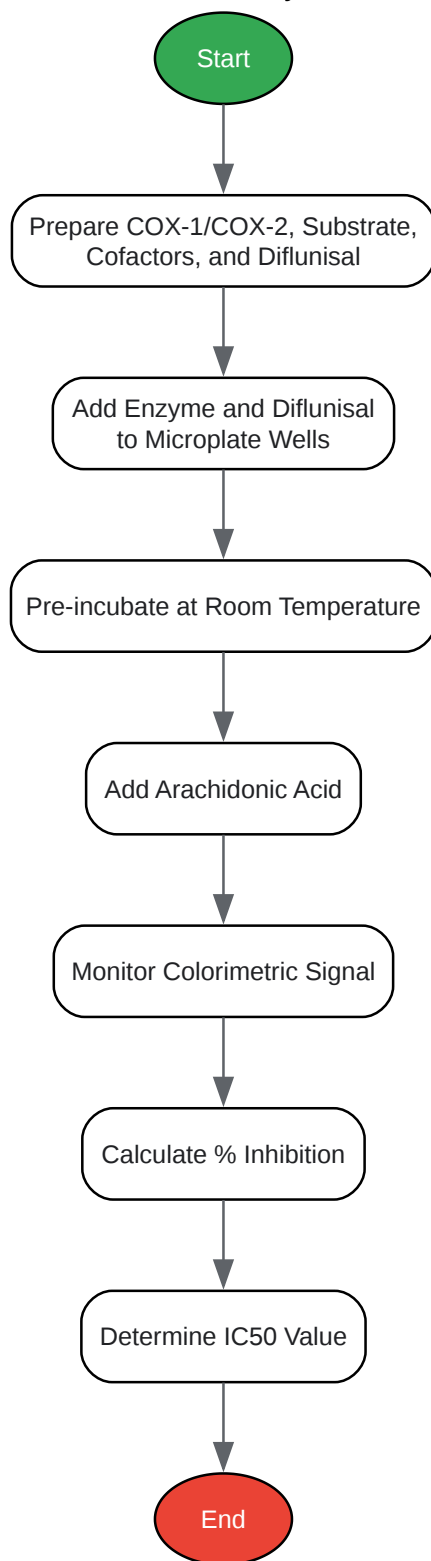 Start
Prepare COX-1/COX-2, Substrate,
Cofactors, and Diflunisal
Add Enzyme and Diflunisal
to Microplate Wells
Pre-incubate at Room Temperature
Add Arachidonic Acid
Monitor Colorimetric Signal
Calculate % Inhibition
Determine IC50 Value
End